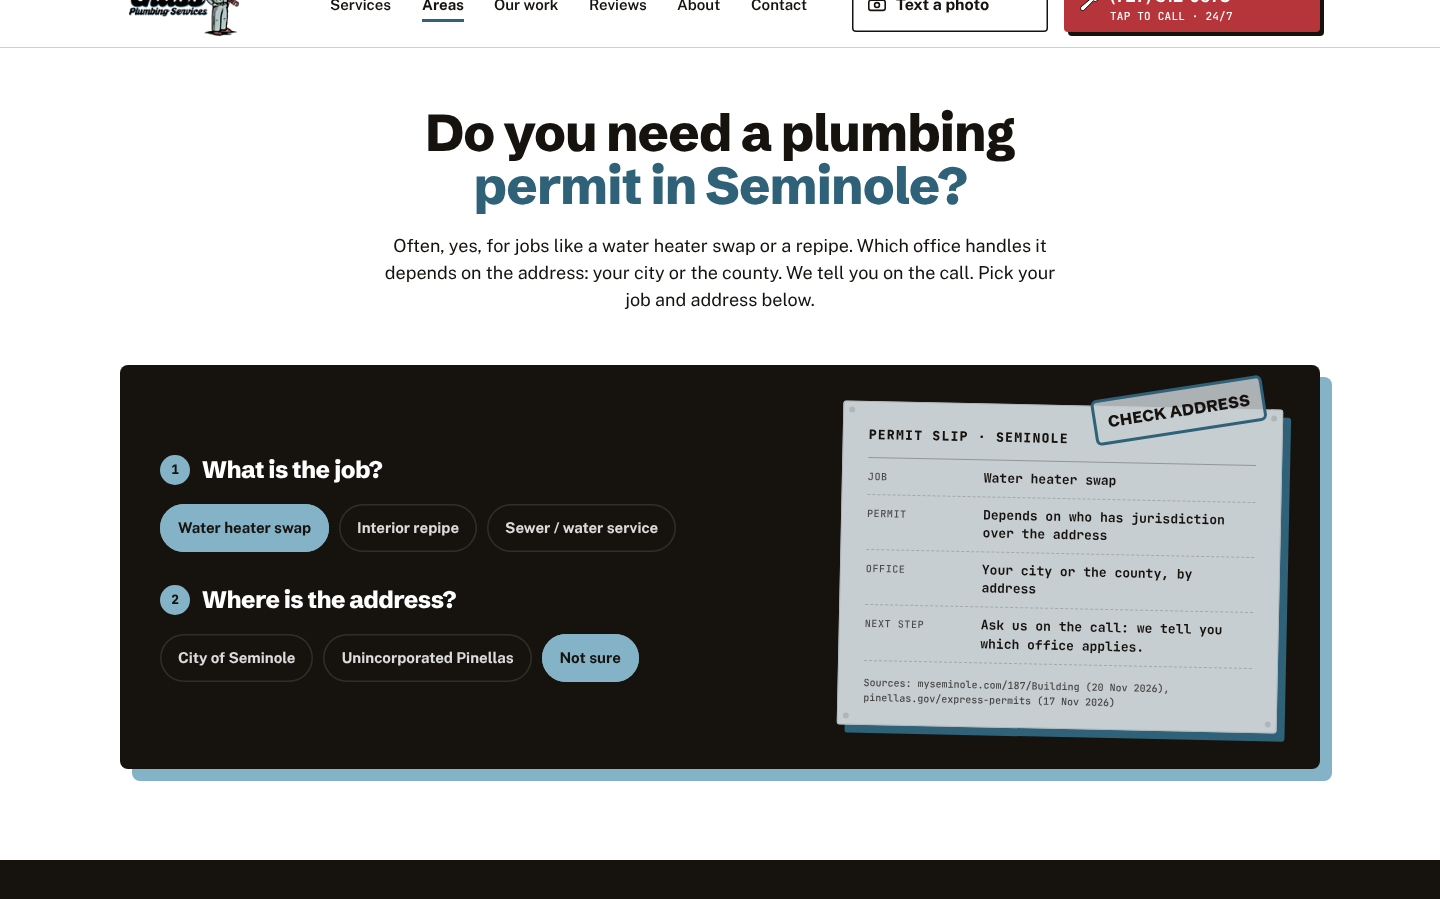 Plumbing Services
Services
Areas
Our work
Reviews
About
Contact
Text a photo
TAP TO CALL · 24/7
Do you need a plumbing
permit in Seminole?
Often, yes, for jobs like a water heater swap or a repipe. Which office handles it
depends on the address: your city or the county. We tell you on the call. Pick your
job and address below.
1 What is the job?
Water heater swap
Interior repipe
Sewer / water service
2 Where is the address?
City of Seminole
Unincorporated Pinellas
Not sure
CHECK ADDRESS
PERMIT SLIP · SEMINOLE
JOB Water heater swap
PERMIT Depends on who has jurisdiction
over the address
OFFICE Your city or the county, by
address
NEXT STEP Ask us on the call: we tell you
which office applies.
Sources: myseminole.com/187/Building (20 Nov 2026),
pinellas.gov/express-permits (17 Nov 2026)